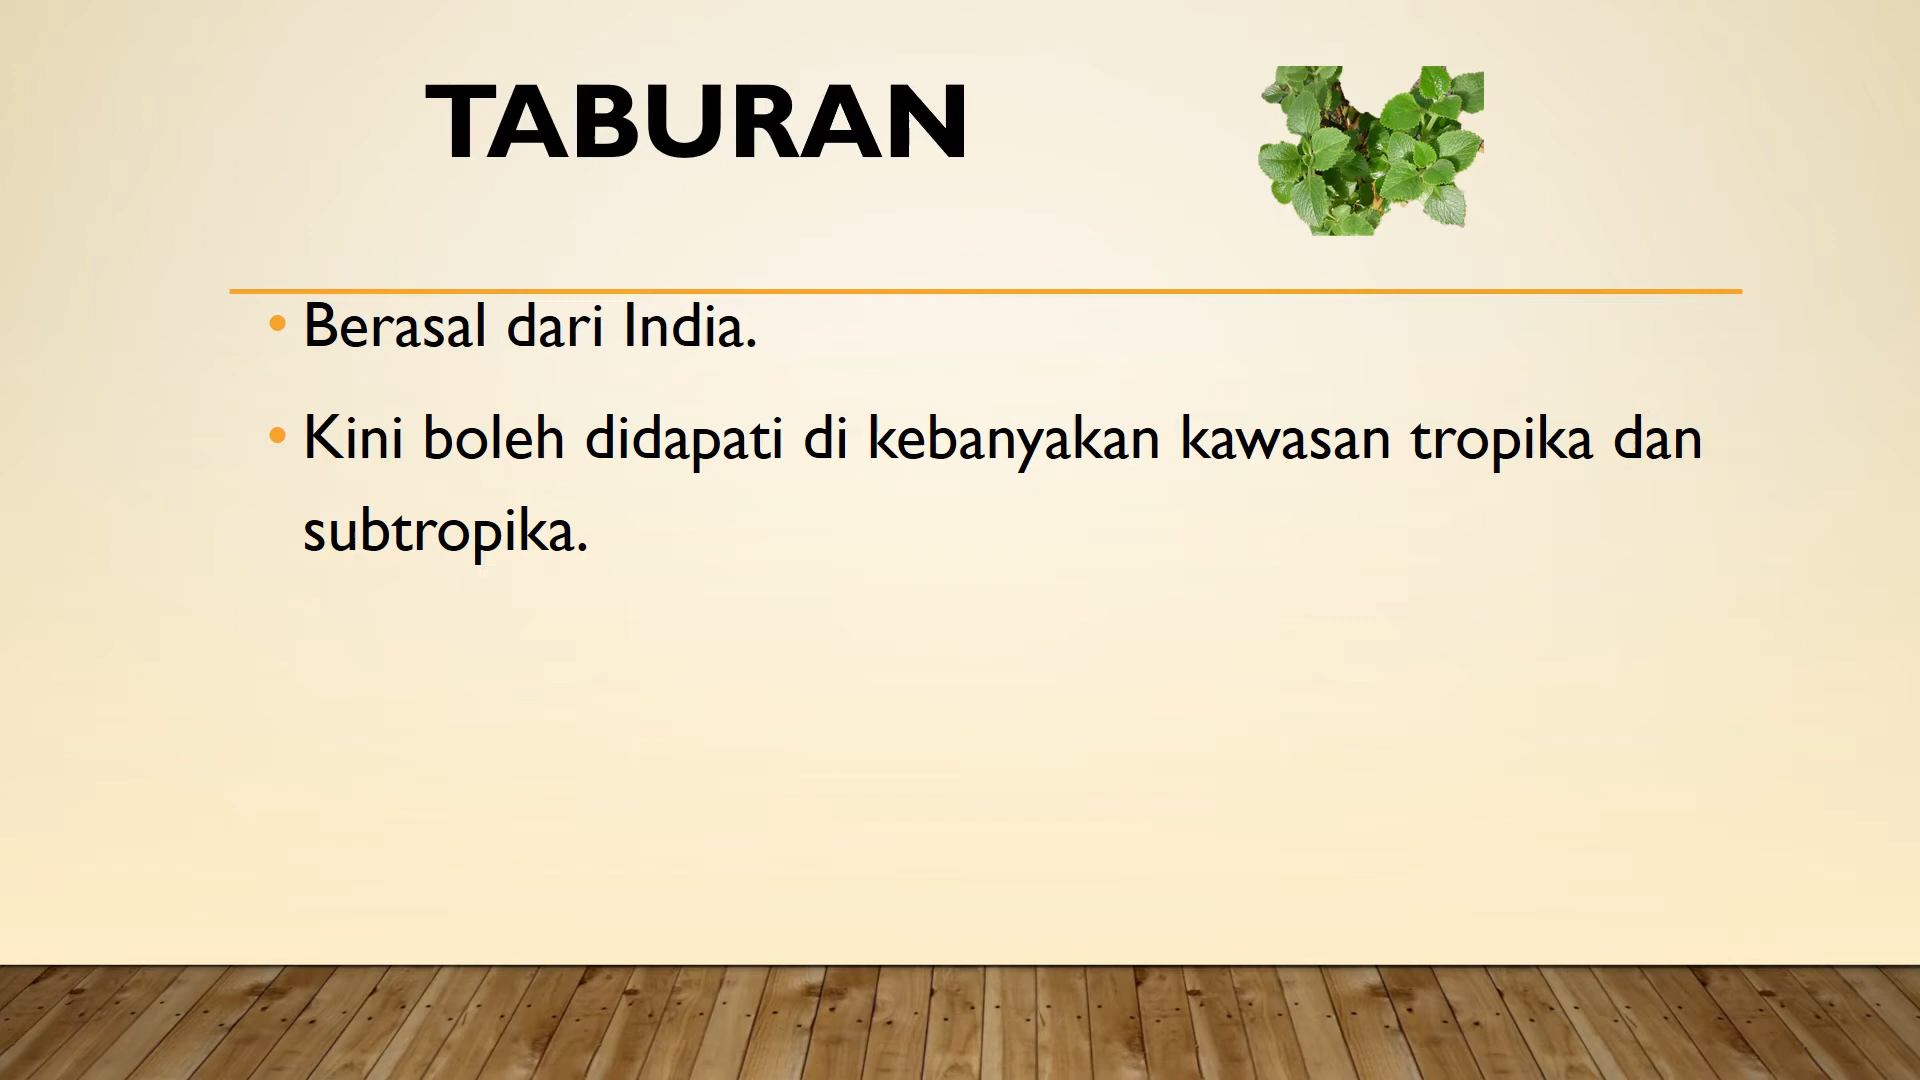 TABURAN
• Berasal dari India.
• Kini boleh didapati di kebanyakan kawasan tropika dan
subtropika.